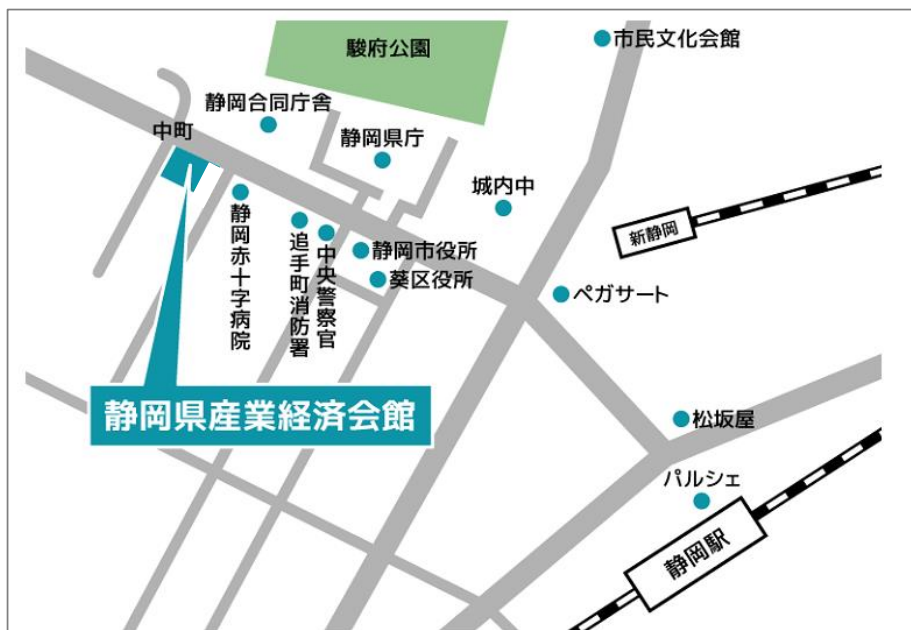 駿府公園
市民文化会館
静岡合同庁舎
中町
静岡県庁
城内中
新静岡
静岡赤十字病院
追手町消防署
中央警察官
静岡市役所
葵区役所
ペガサート
静岡県産業経済会館
松坂屋
パルシェ
静岡駅